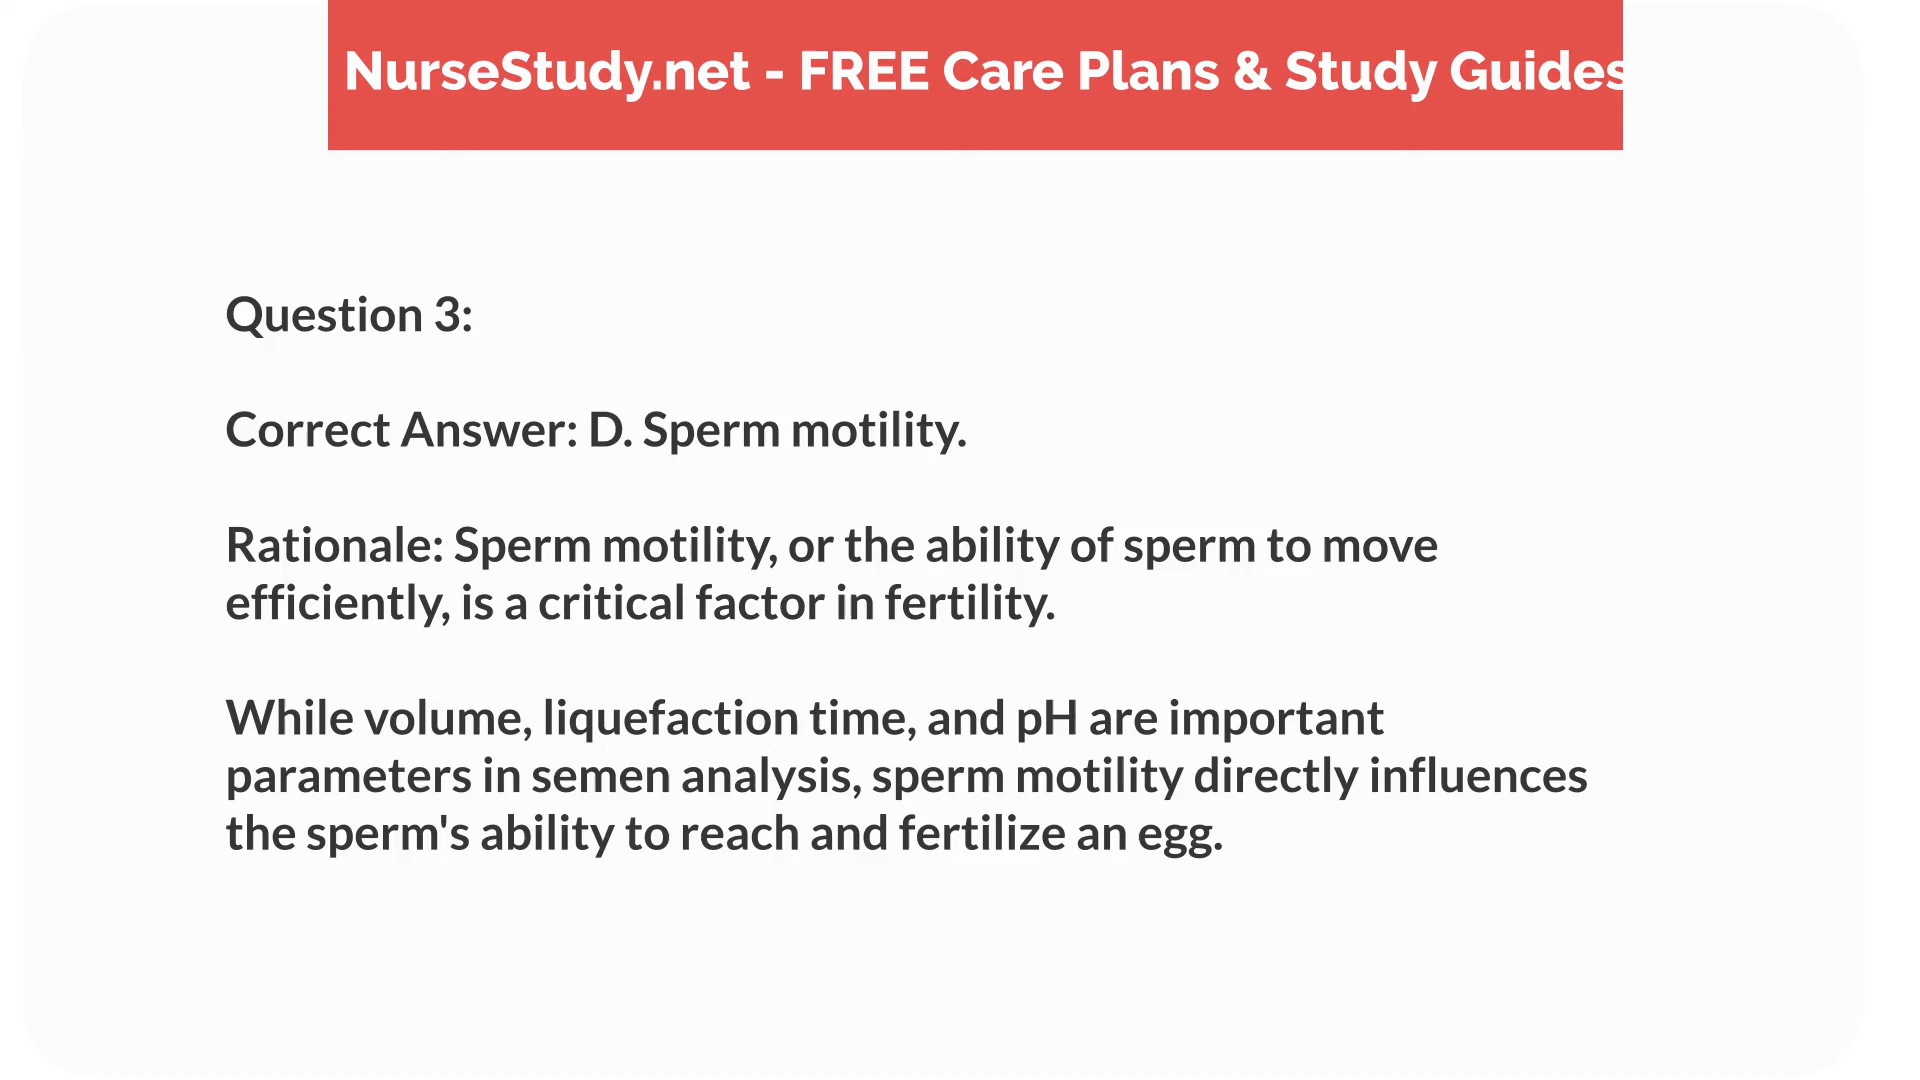 NurseStudy.net - FREE Care Plans & Study Guides
Question 3:
Correct Answer: D. Sperm motility.
Rationale: Sperm motility, or the ability of sperm to move
efficiently, is a critical factor in fertility.
While volume, liquefaction time, and pH are important
parameters in semen analysis, sperm motility directly influences
the sperm's ability to reach and fertilize an egg.